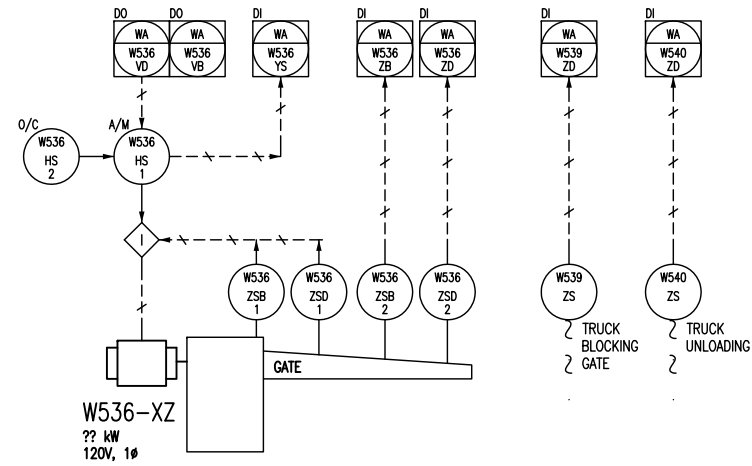 DO
DO
DI
DI
DI
DI
DI
WA
WA
WA
WA
WA
WA
WA
W536
VD
W536
VB
W536
YS
W536
ZB
W536
ZD
W539
ZD
W540
ZD
O/C
A/M
W536
HS
2
W536
HS
1
I
W536
ZSB
1
W536
ZSD
1
W536
ZSB
2
W536
ZSD
2
W539
ZS
W540
ZS
TRUCK
BLOCKING
GATE
TRUCK
UNLOADING
GATE
W536-XZ
?? kW
120V, 1ø